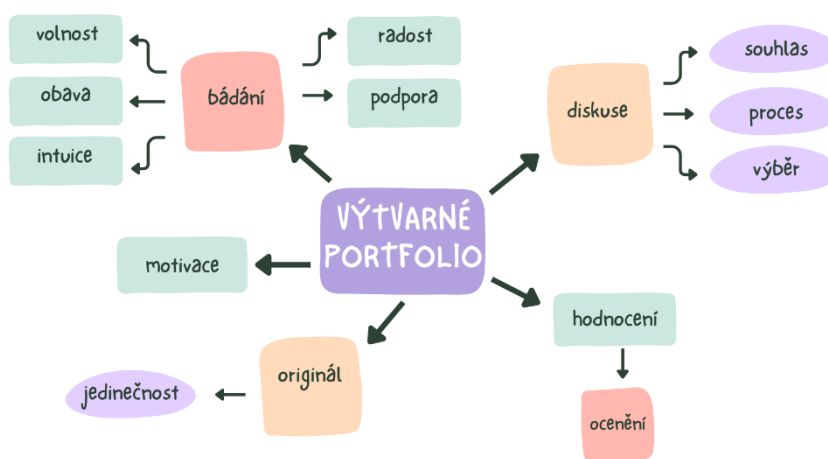 volnost
radost
souhlas
obava
bádání
podpora
diskuse
proces
intuice
výběr
VÝTVARNÉ
PORTFOLIO
motivace
hodnocení
originál
jedinečnost
ocenění